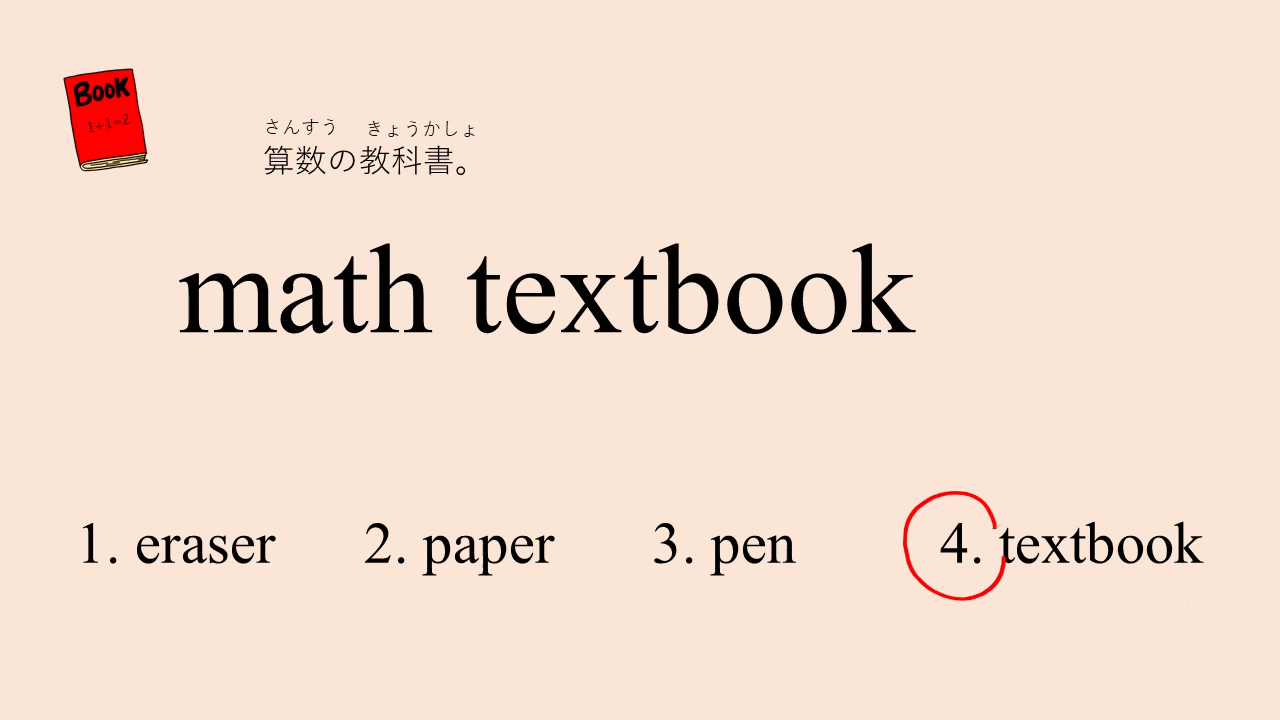 BOOK
1+1=2
さんすう きょうかしょ
算数の教科書。
math textbook
1. eraser 2. paper 3. pen 4. textbook